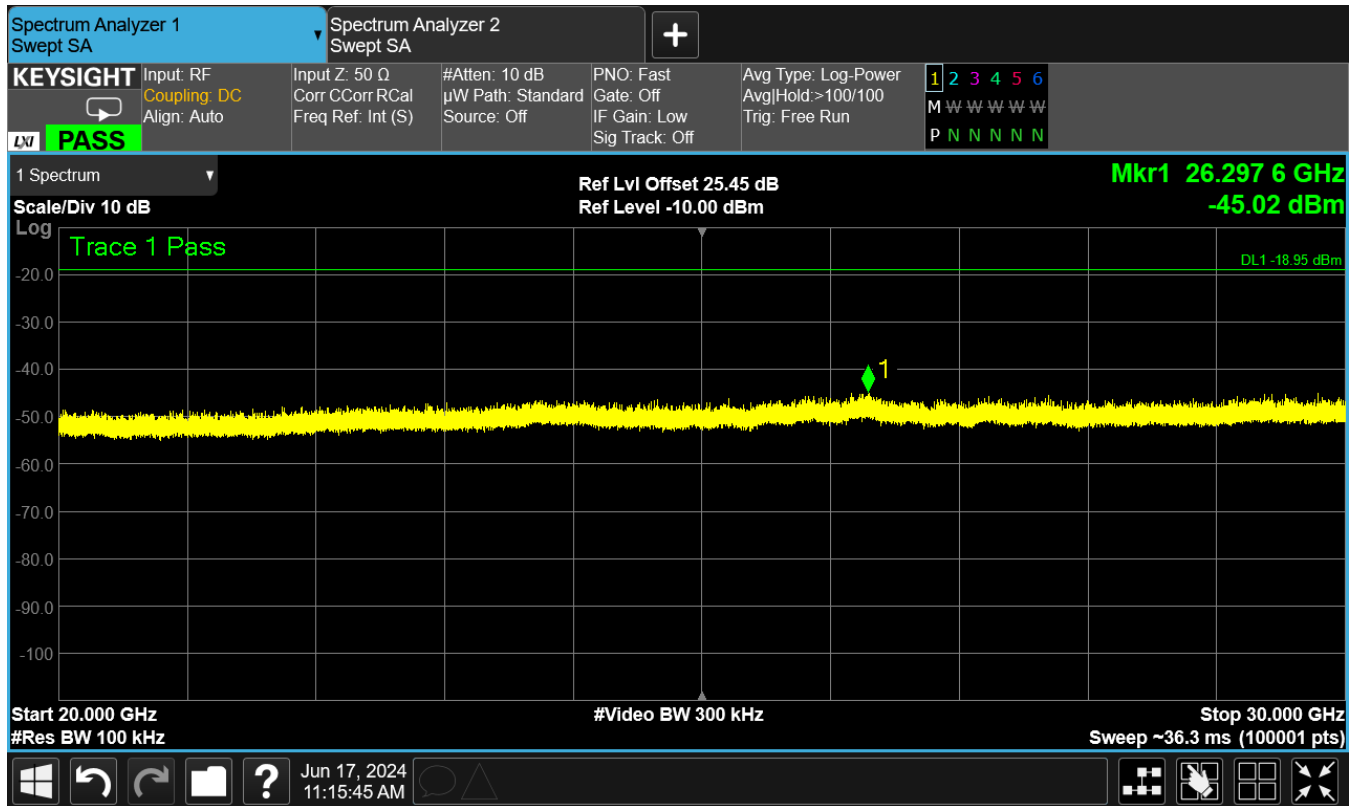 Spectrum Analyzer 1
Swept SA
Spectrum Analyzer 2
Swept SA
KEYSIGHT
LXI PASS
Input: RF
Coupling: DC
Align: Auto
Input Z: 50 Ω
Corr CCorr RCal
Freq Ref: Int (S)
#Atten: 10 dB
µW Path: Standard
Source: Off
PNO: Fast
Gate: Off
IF Gain: Low
Sig Track: Off
Avg Type: Log-Power
Avg|Hold:>100/100
Trig: Free Run
1 2 3 4 5 6
M W W W W W
P N N N N N
1 Spectrum
Scale/Div 10 dB
Ref Lvl Offset 25.45 dB
Ref Level -10.00 dBm
Mkr1 26.297 6 GHz
-45.02 dBm
Log
Trace 1 Pass
DL1 -18.95 dBm
-20.0
-30.0
-40.0
1
-50.0
-60.0
-70.0
-80.0
-90.0
-100
Start 20.000 GHz
#Video BW 300 kHz
Stop 30.000 GHz
#Res BW 100 kHz
Sweep ~36.3 ms (100001 pts)
?
Jun 17, 2024
11:15:45 AM